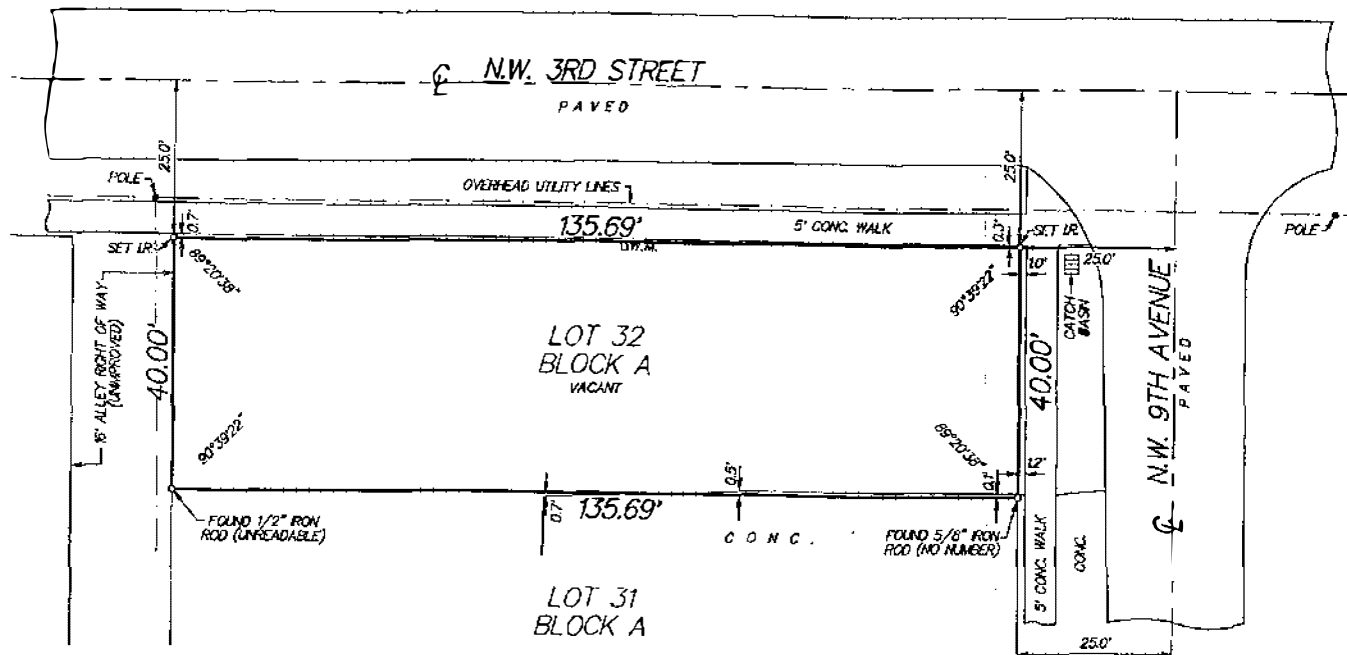 ℄ N.W. 3RD STREET
PAVED
25.0'
25.0'
POLE
OVERHEAD UTILITY LINES
0.7'
135.69'
5' CONC. WALK
0.3'
SET I.R.
SET I.R.
POLE
89°20'38"
90°39'22"
1.0'
25.0'
CATCH
BASIN
16' ALLEY RIGHT OF WAY
(UNIMPROVED)
40.00'
LOT 32
BLOCK A
VACANT
40.00'
℄ N.W. 9TH AVENUE
PAVED
90°39'22"
89°20'38"
1.2'
0.1'
0.7'
135.69'
FOUND 1/2" IRON
ROD (UNREADABLE)
CONC.
FOUND 5/8" IRON
ROD (NO NUMBER)
5' CONC. WALK
CONC.
LOT 31
BLOCK A
25.0'